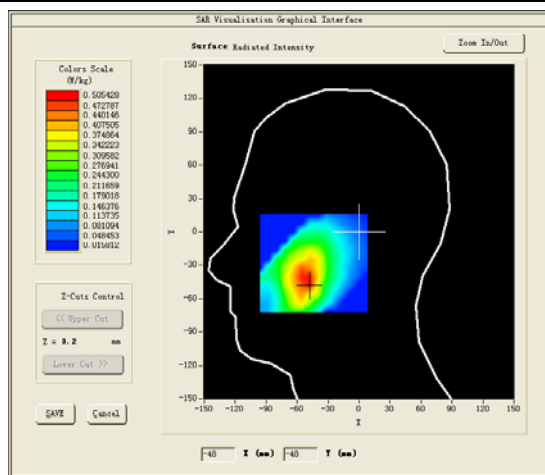 SAR Visualisation Graphical Interface
Surface Radiated Intensity
Zoom In/Out
Colors Scale
(W/kg)
0.505428
0.472787
0.440146
0.407505
0.374864
0.342223
0.309582
0.276941
0.244300
0.211659
0.179018
0.146376
0.113735
0.081094
0.048453
0.015812
Z-Cuts Control
<< Upper Cut
Z = 0.2 mm
Lower Cut >>
SAVE Cancel
150
120
90
60
30
0
-30
-60
-90
-120
-150
Y
-150 -120 -90 -60 -30 0 30 60 90 120 150
X
-48 X (mm) -48 Y (mm)